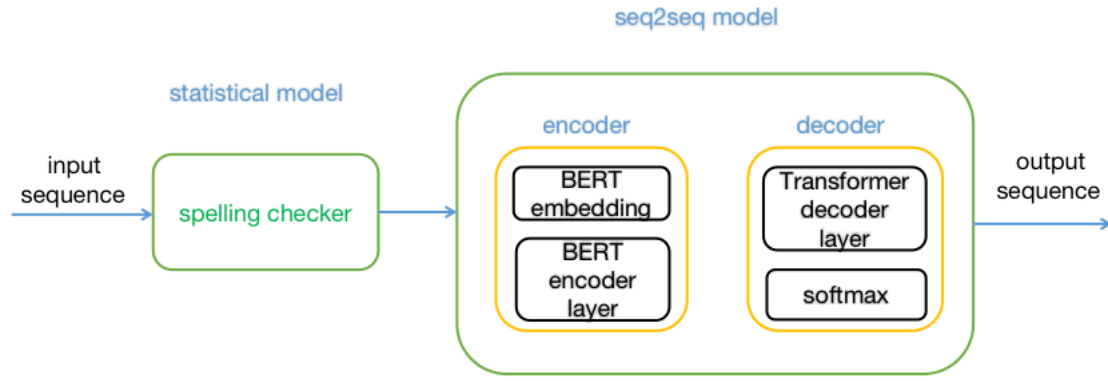 seq2seq model
statistical model
encoder
decoder
input
sequence
spelling checker
BERT
embedding
BERT
encoder
layer
Transformer
decoder
layer
softmax
output
sequence